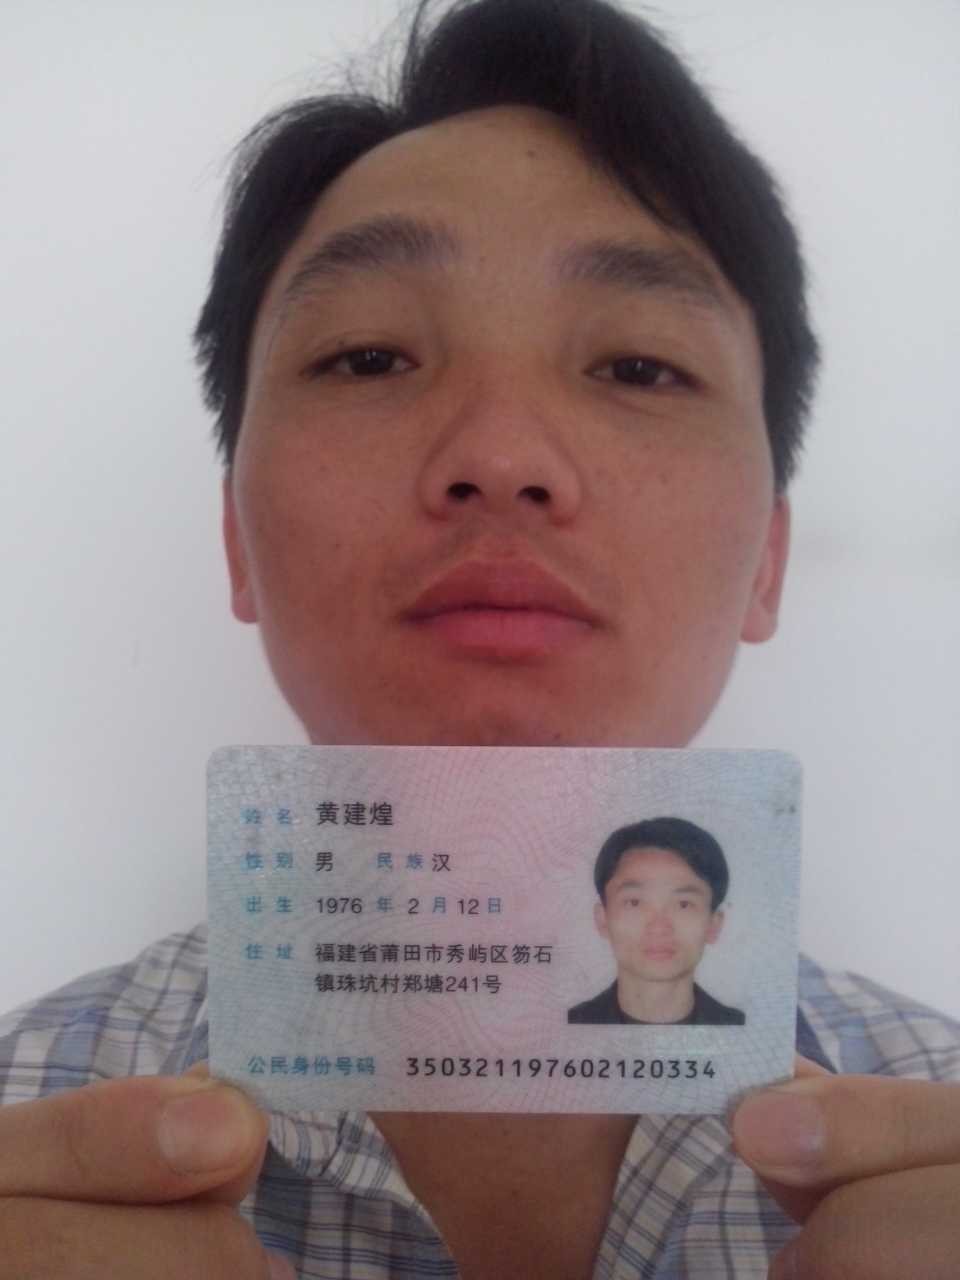 姓名 黄建煌
性别 男 民族 汉
出生 1976 年 2 月 12 日
住址 福建省莆田市秀屿区笏石
镇珠坑村郑塘241号
公民身份号码 350321197602120334